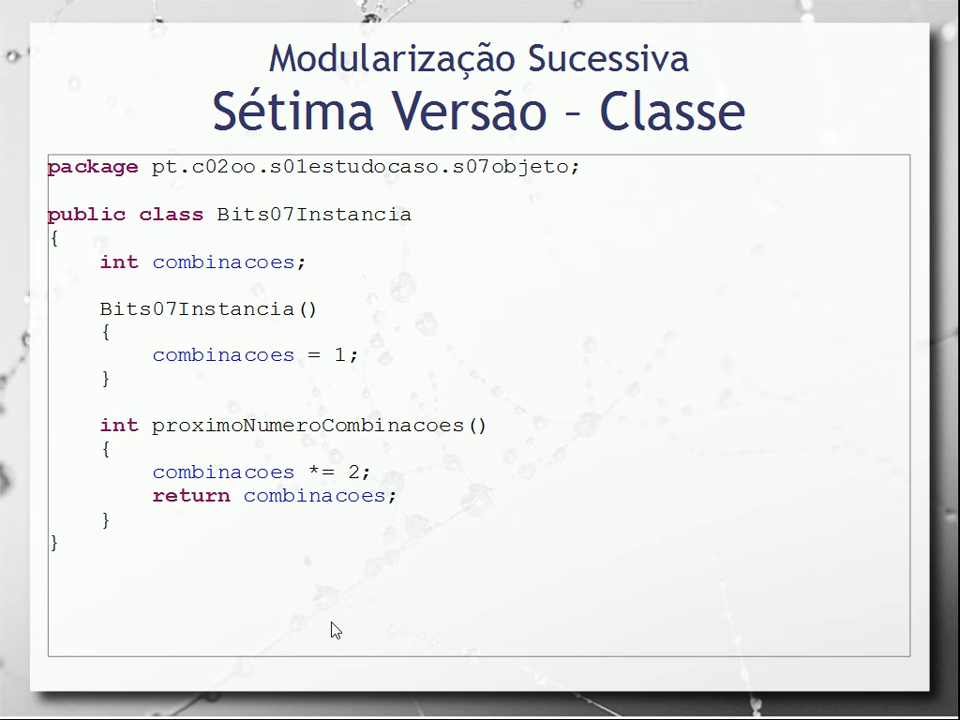 Modularização Sucessiva
Sétima Versão – Classe
package pt.c02oo.s01estudocaso.s07objeto;
public class Bits07Instancia
{
int combinacoes;
Bits07Instancia()
{
combinacoes = 1;
}
int proximoNumeroCombinacoes()
{
combinacoes *= 2;
return combinacoes;
}
}